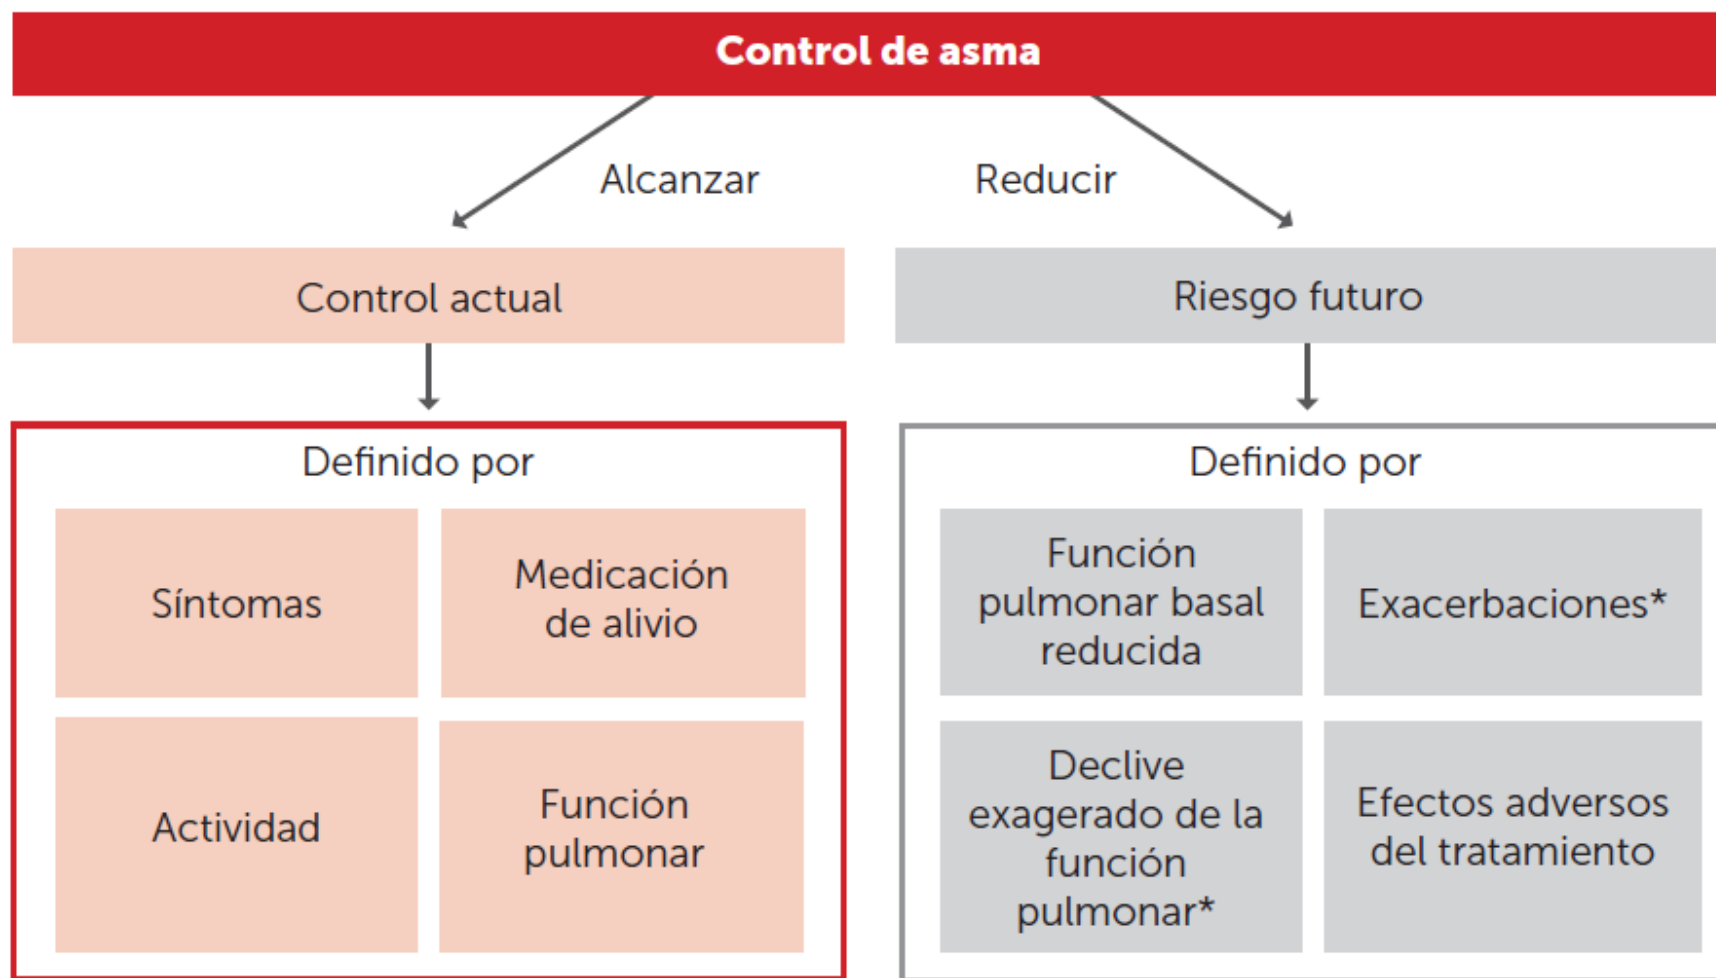 Control de asma
Alcanzar
Reducir
Control actual
Riesgo futuro
Definido por
Síntomas
Medicación
de alivio
Actividad
Función
pulmonar
Definido por
Función
pulmonar basal
reducida
Exacerbaciones*
Declive
exagerado de la
función
pulmonar*
Efectos adversos
del tratamiento